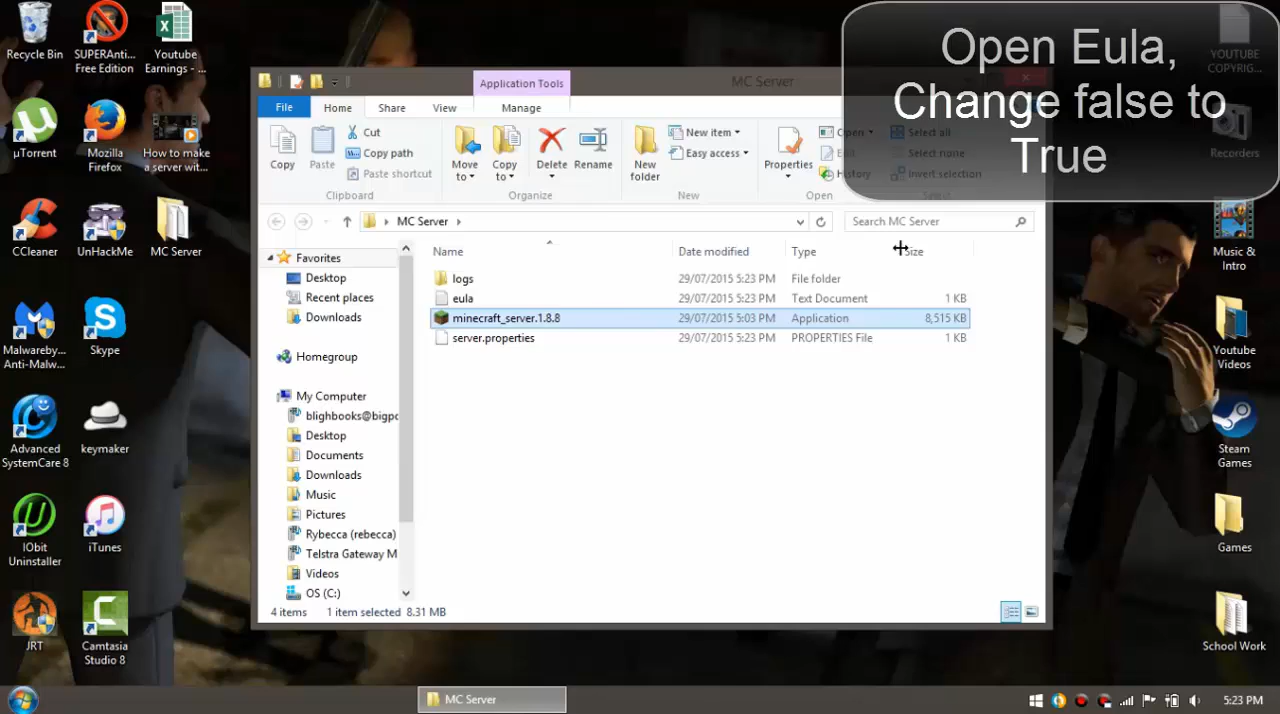 Recycle Bin
SUPERAnti...
Free Edition
Youtube
Earnings - ...
µTorrent
Mozilla
Firefox
How to make
a server wit...
CCleaner
UnHackMe
MC Server
Malwareby...
Anti-Malw...
Skype
Advanced
SystemCare 8
keymaker
IObit
Uninstaller
iTunes
JRT
Camtasia
Studio 8
Application Tools
MC Server
File
Home
Share
View
Manage
Copy
Paste
Cut
Copy path
Paste shortcut
Clipboard
Move
to
Copy
to
Delete
Rename
Organize
New
folder
New item
Easy access
New
Properties
Open
Edit
History
Open
Select all
Select none
Invert selection
Select
MC Server
Search MC Server
Favorites
Desktop
Recent places
Downloads
Homegroup
My Computer
blighbooks@bigpo
Desktop
Documents
Downloads
Music
Pictures
Rybecca (rebecca)
Telstra Gateway M
Videos
OS (C:)
Name Date modified Type Size
logs 29/07/2015 5:23 PM File folder
eula 29/07/2015 5:23 PM Text Document 1 KB
minecraft_server.1.8.8 29/07/2015 5:03 PM Application 8,515 KB
server.properties 29/07/2015 5:23 PM PROPERTIES File 1 KB
4 items 1 item selected 8.31 MB
Open Eula,
Change false to
True
YOUTUBE
COPYRIG...
Recorders
Music &
Intro
Youtube
Videos
Steam
Games
Games
School Work
MC Server
5:23 PM